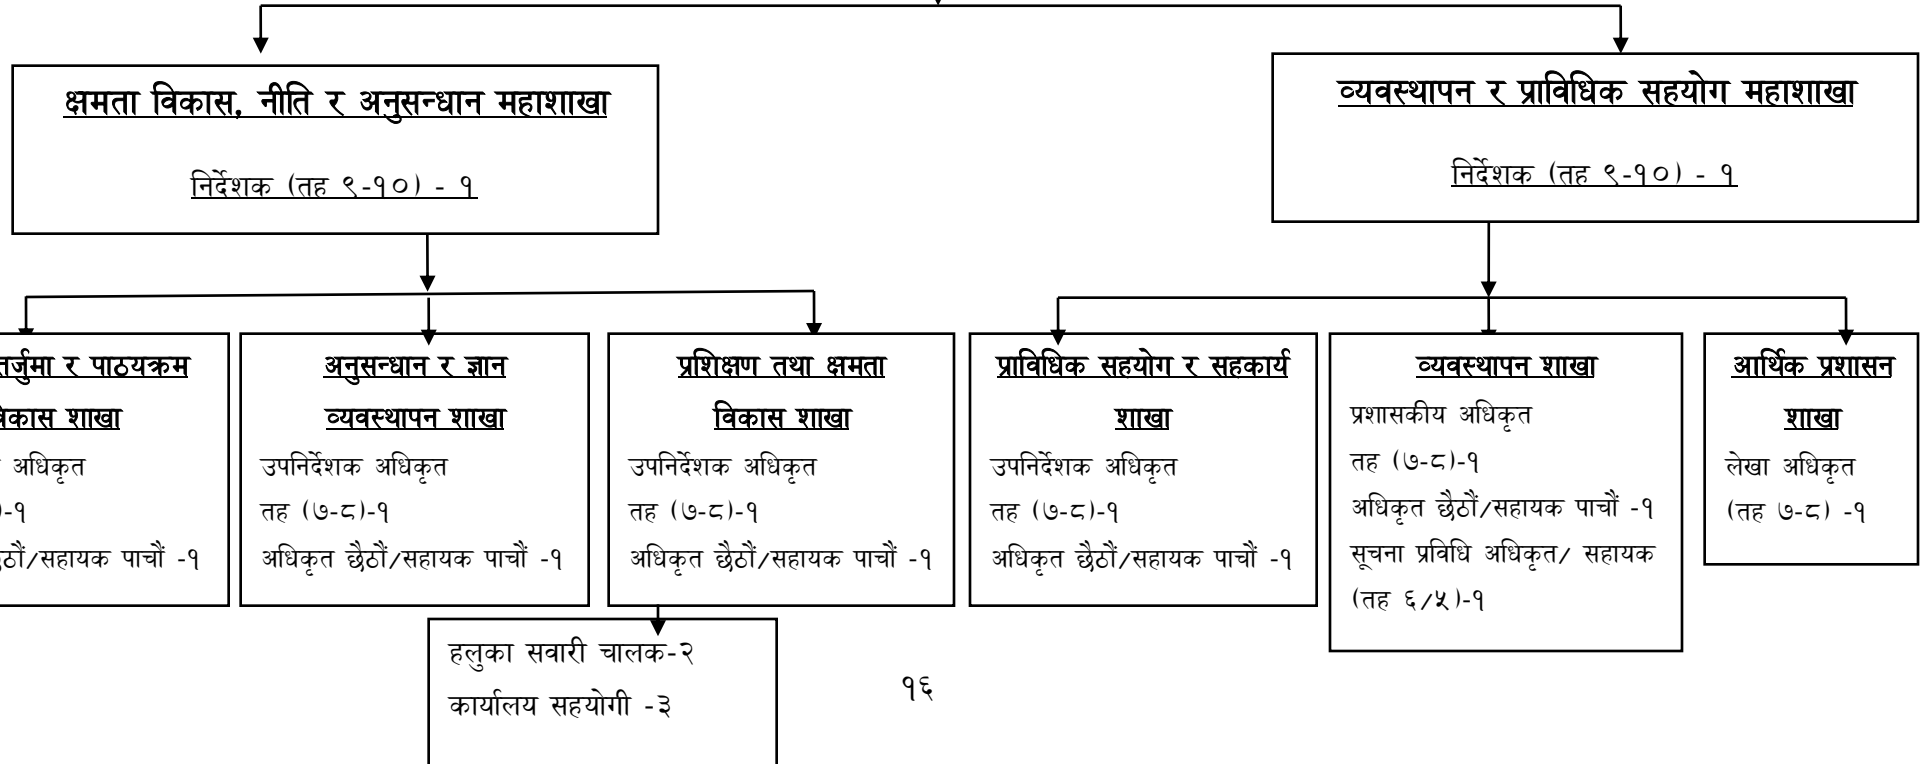 क्षमता विकास, नीति र अनुसन्धान महाशाखा
निर्देशक (तह ९-१०) - १
व्यवस्थापन र प्राविधिक सहयोग महाशाखा
निर्देशक (तह ९-१०) - १
र पाठयक्रम
शाखा
अधिकृत
-१
/सहायक पाचौं -१
अनुसन्धान र ज्ञान
व्यवस्थापन शाखा
उपनिर्देशक अधिकृत
तह (७-८)-१
अधिकृत छैठौं/सहायक पाचौं -१
प्रशिक्षण तथा क्षमता
विकास शाखा
उपनिर्देशक अधिकृत
तह (७-८)-१
अधिकृत छैठौं/सहायक पाचौं -१
प्राविधिक सहयोग र सहकार्य
शाखा
उपनिर्देशक अधिकृत
तह (७-८)-१
अधिकृत छैठौं/सहायक पाचौं -१
व्यवस्थापन शाखा
प्रशासकीय अधिकृत
तह (७-८)-१
अधिकृत छैठौं/सहायक पाचौं -१
सूचना प्रविधि अधिकृत/ सहायक
(तह ६/५)-१
आर्थिक प्रशासन
शाखा
लेखा अधिकृत
(तह ७-८) -१
हलुका सवारी चालक-२
कार्यालय सहयोगी -३
१६